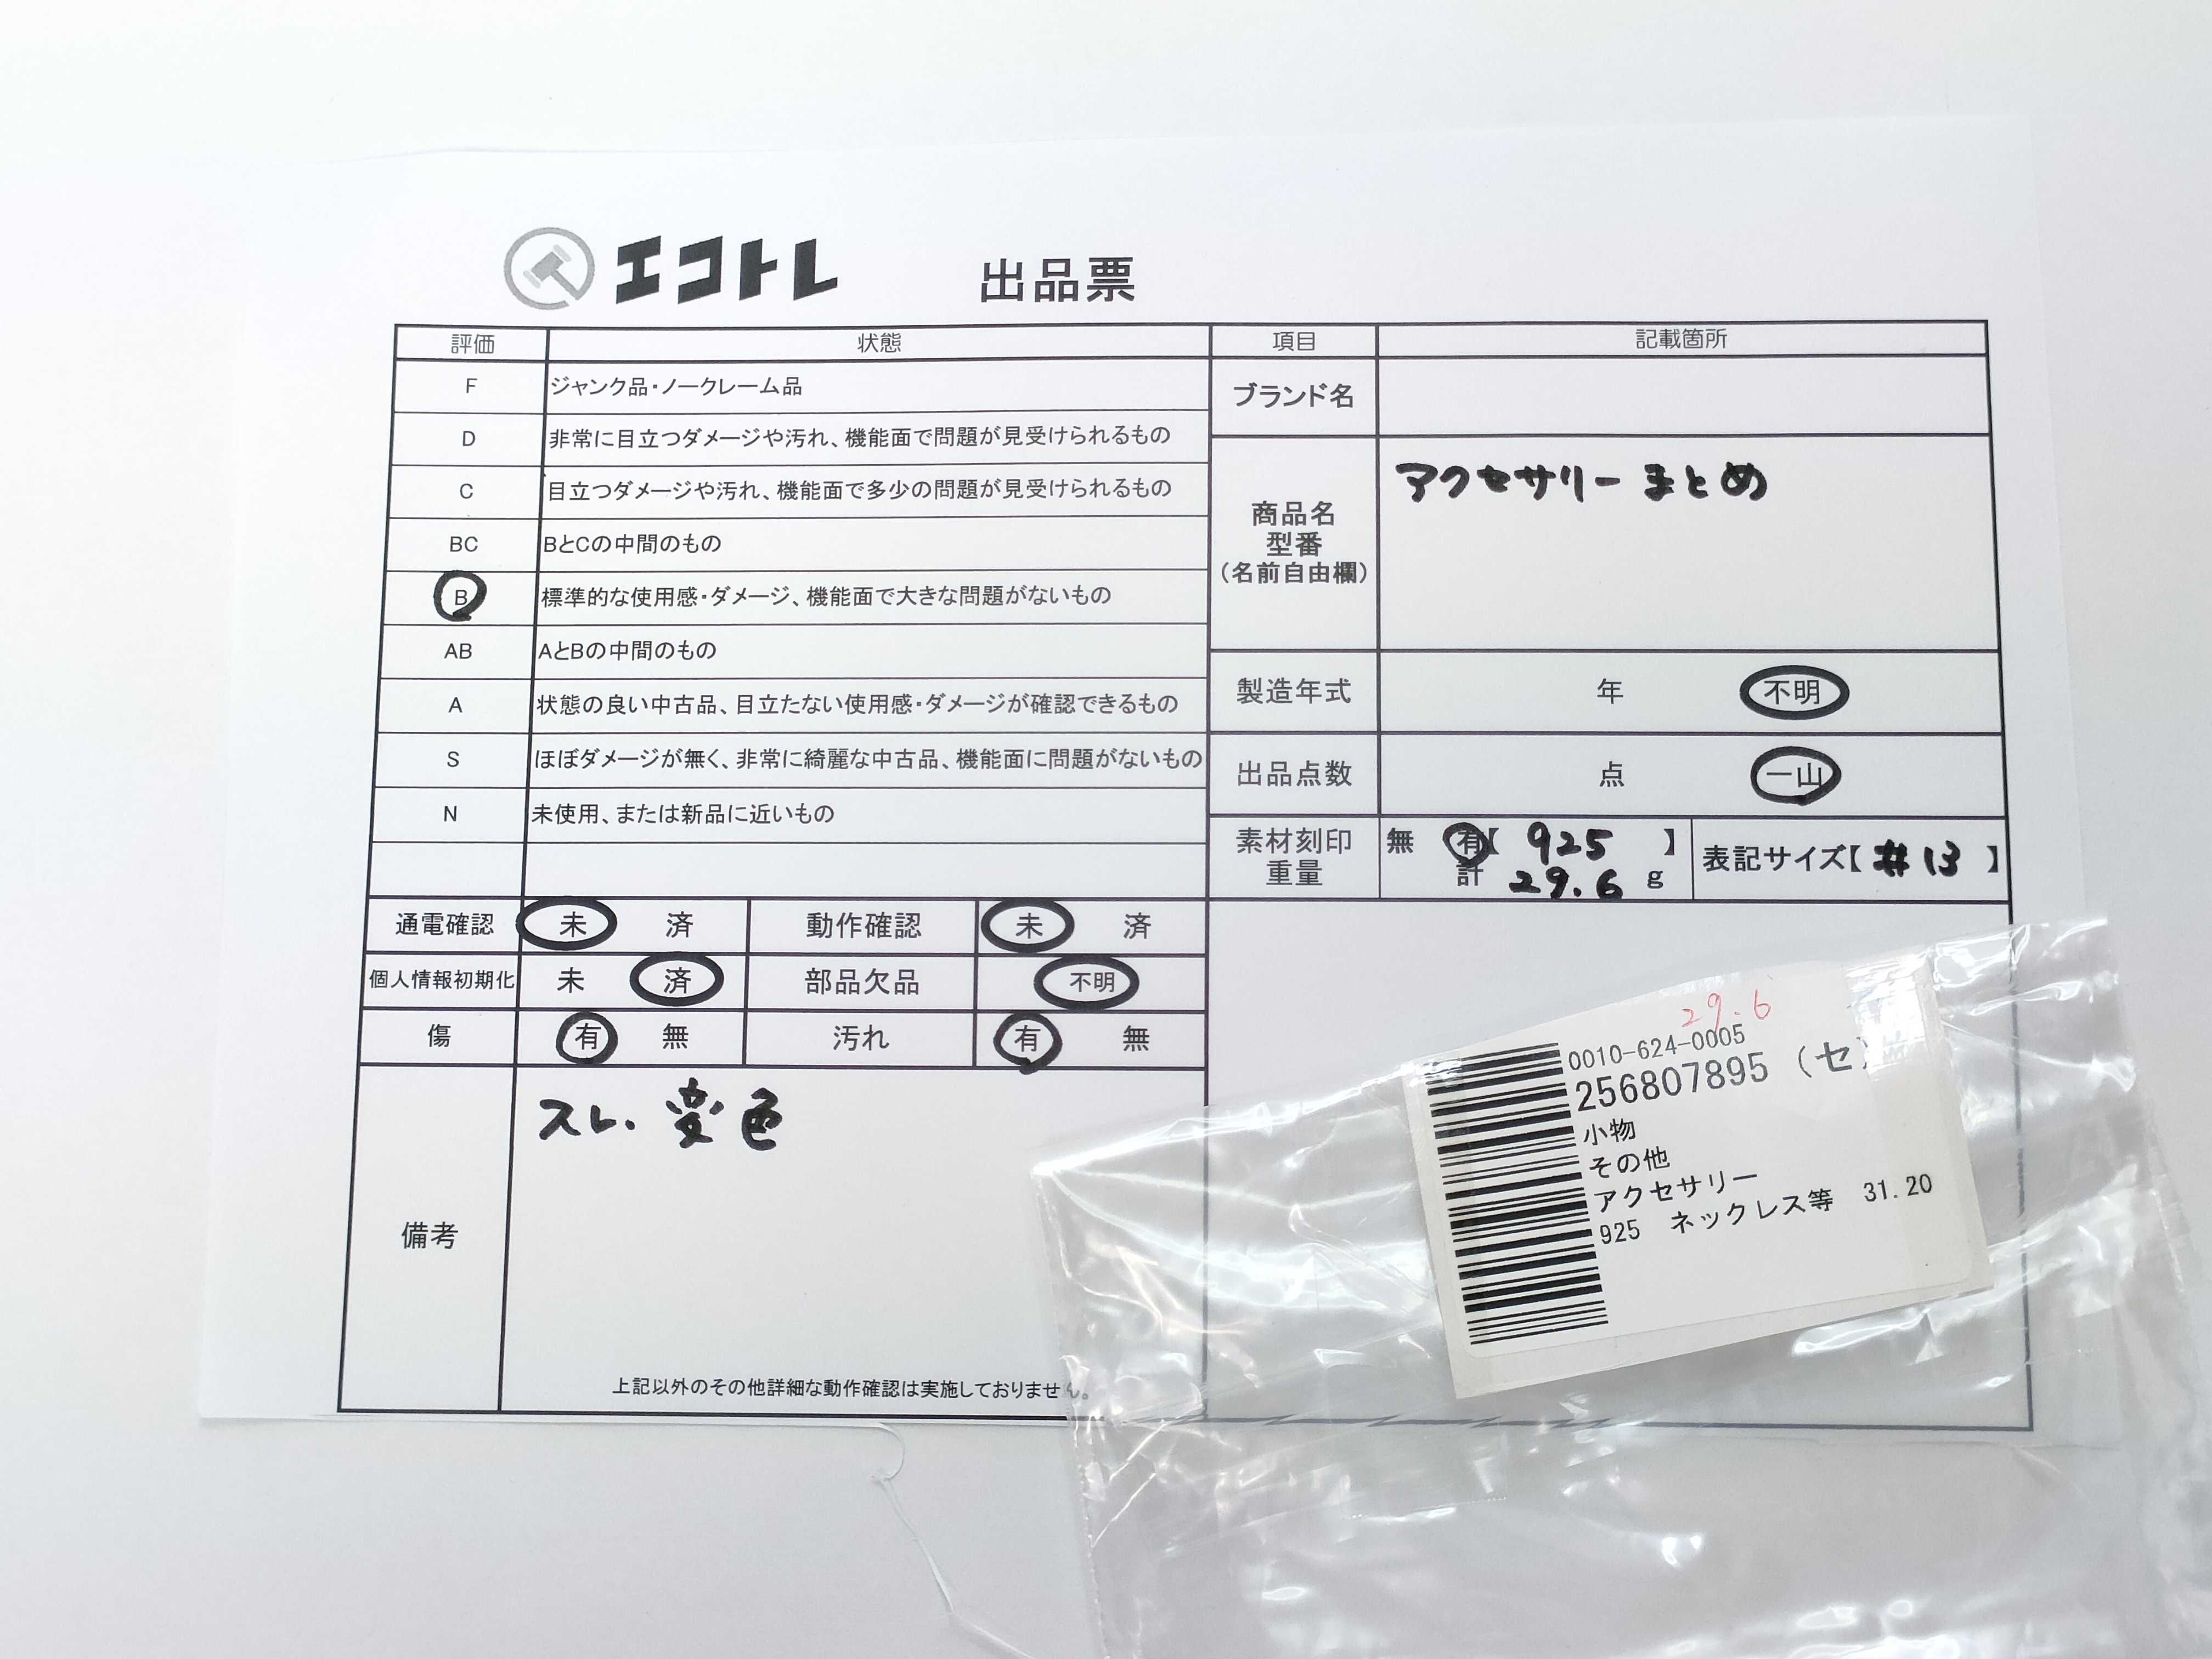 エコトレ 出品票
評価 状態 項目 記載箇所
F ジャンク品・ノークレーム品
D 非常に目立つダメージや汚れ、機能面で問題が見受けられるもの
C 目立つダメージや汚れ、機能面で多少の問題が見受けられるもの
BC BとCの中間のもの
B 標準的な使用感・ダメージ、機能面で大きな問題がないもの
AB AとBの中間のもの
A 状態の良い中古品、目立たない使用感・ダメージが確認できるもの
S ほぼダメージが無く、非常に綺麗な中古品、機能面に問題がないもの
N 未使用、または新品に近いもの
ブランド名
商品名
型番
(名前自由欄)
アクセサリー まとめ
製造年式 年 不明
出品点数 点 一山
素材刻印 無 有【 925 】
重量 計 29.6 g
表記サイズ【 #13 】
通電確認 未 済 動作確認 未 済
個人情報初期化 未 済 部品欠品 不明
傷 有 無 汚れ 有 無
備考
スレ、変色
上記以外のその他詳細な動作確認は実施しておりません。
29.6
0010-624-0005
256807895 (セ)
小物
その他
アクセサリー
925 ネックレス等 31.20